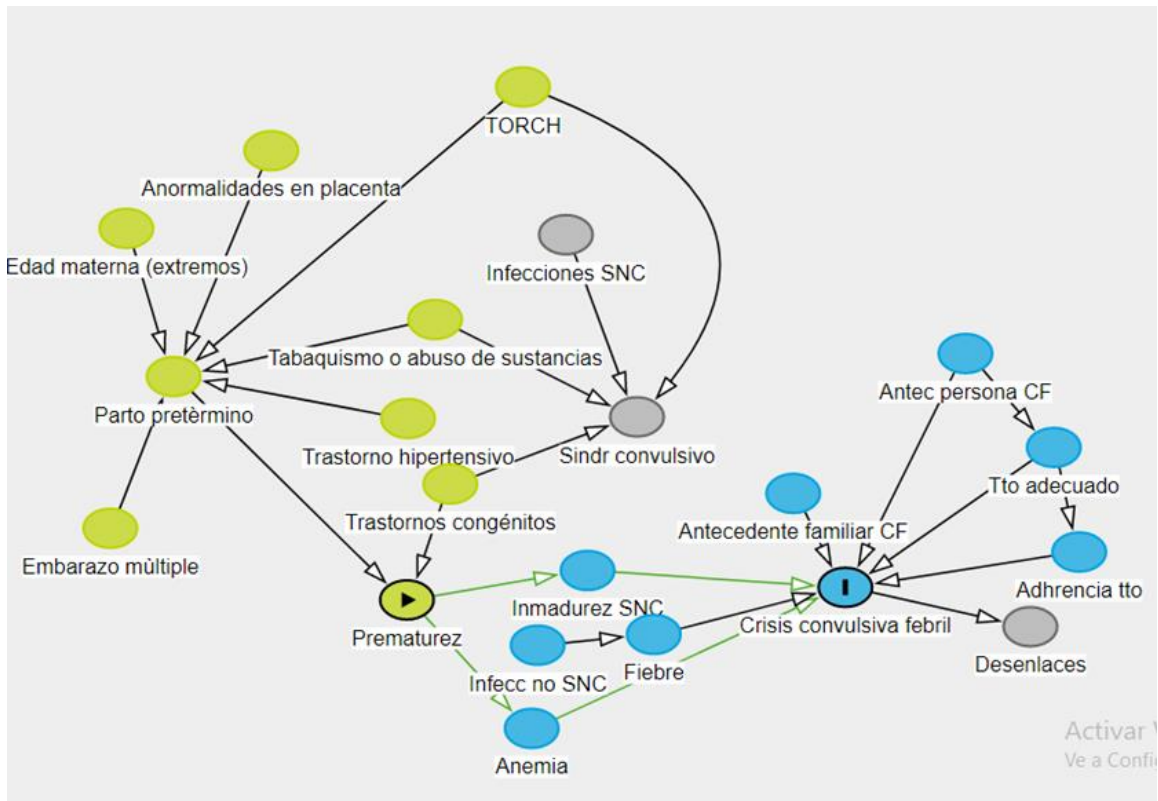 TORCH
Anormalidades en placenta
Edad materna (extremos)
Infecciones SNC
Tabaquismo o abuso de sustancias
Antec persona CF
Parto pretèrmino
Trastorno hipertensivo
Sindr convulsivo
Tto adecuado
Trastornos congénitos
Antecedente familiar CF
Embarazo mùltiple
Adhrencia tto
Inmadurez SNC
Crisis convulsiva febril
Prematurez
Infecc no SNC
Fiebre
Desenlaces
Anemia
Activar
Ve a Config